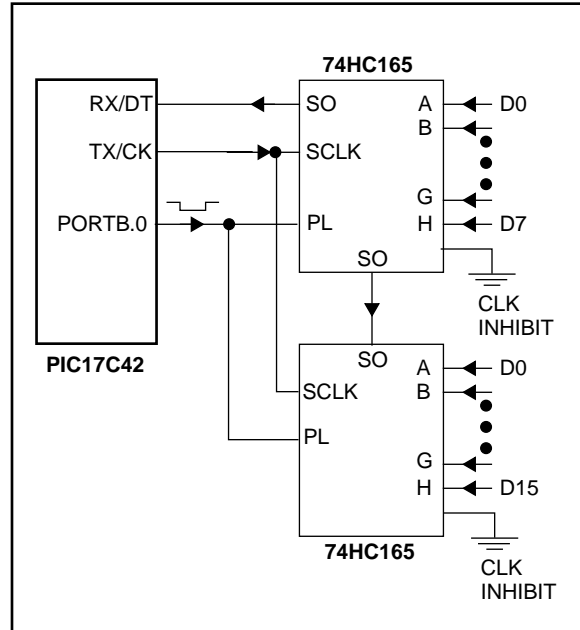 74HC165
RX/DT
SO
A
D0
B
TX/CK
SCLK
G
PORTB.0
PL
H
D7
SO
CLK
INHIBIT
PIC17C42
SO
A
D0
SCLK
B
PL
G
H
D15
74HC165
CLK
INHIBIT